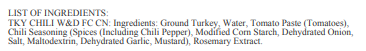 LIST OF INGREDIENTS:
TKY CHILI W&D FC CN: Ingredients: Ground Turkey, Water, Tomato Paste (Tomatoes),
Chili Seasoning (Spices (Including Chili Pepper), Modified Corn Starch, Dehydrated Onion,
Salt, Maltodextrin, Dehydrated Garlic, Mustard), Rosemary Extract.